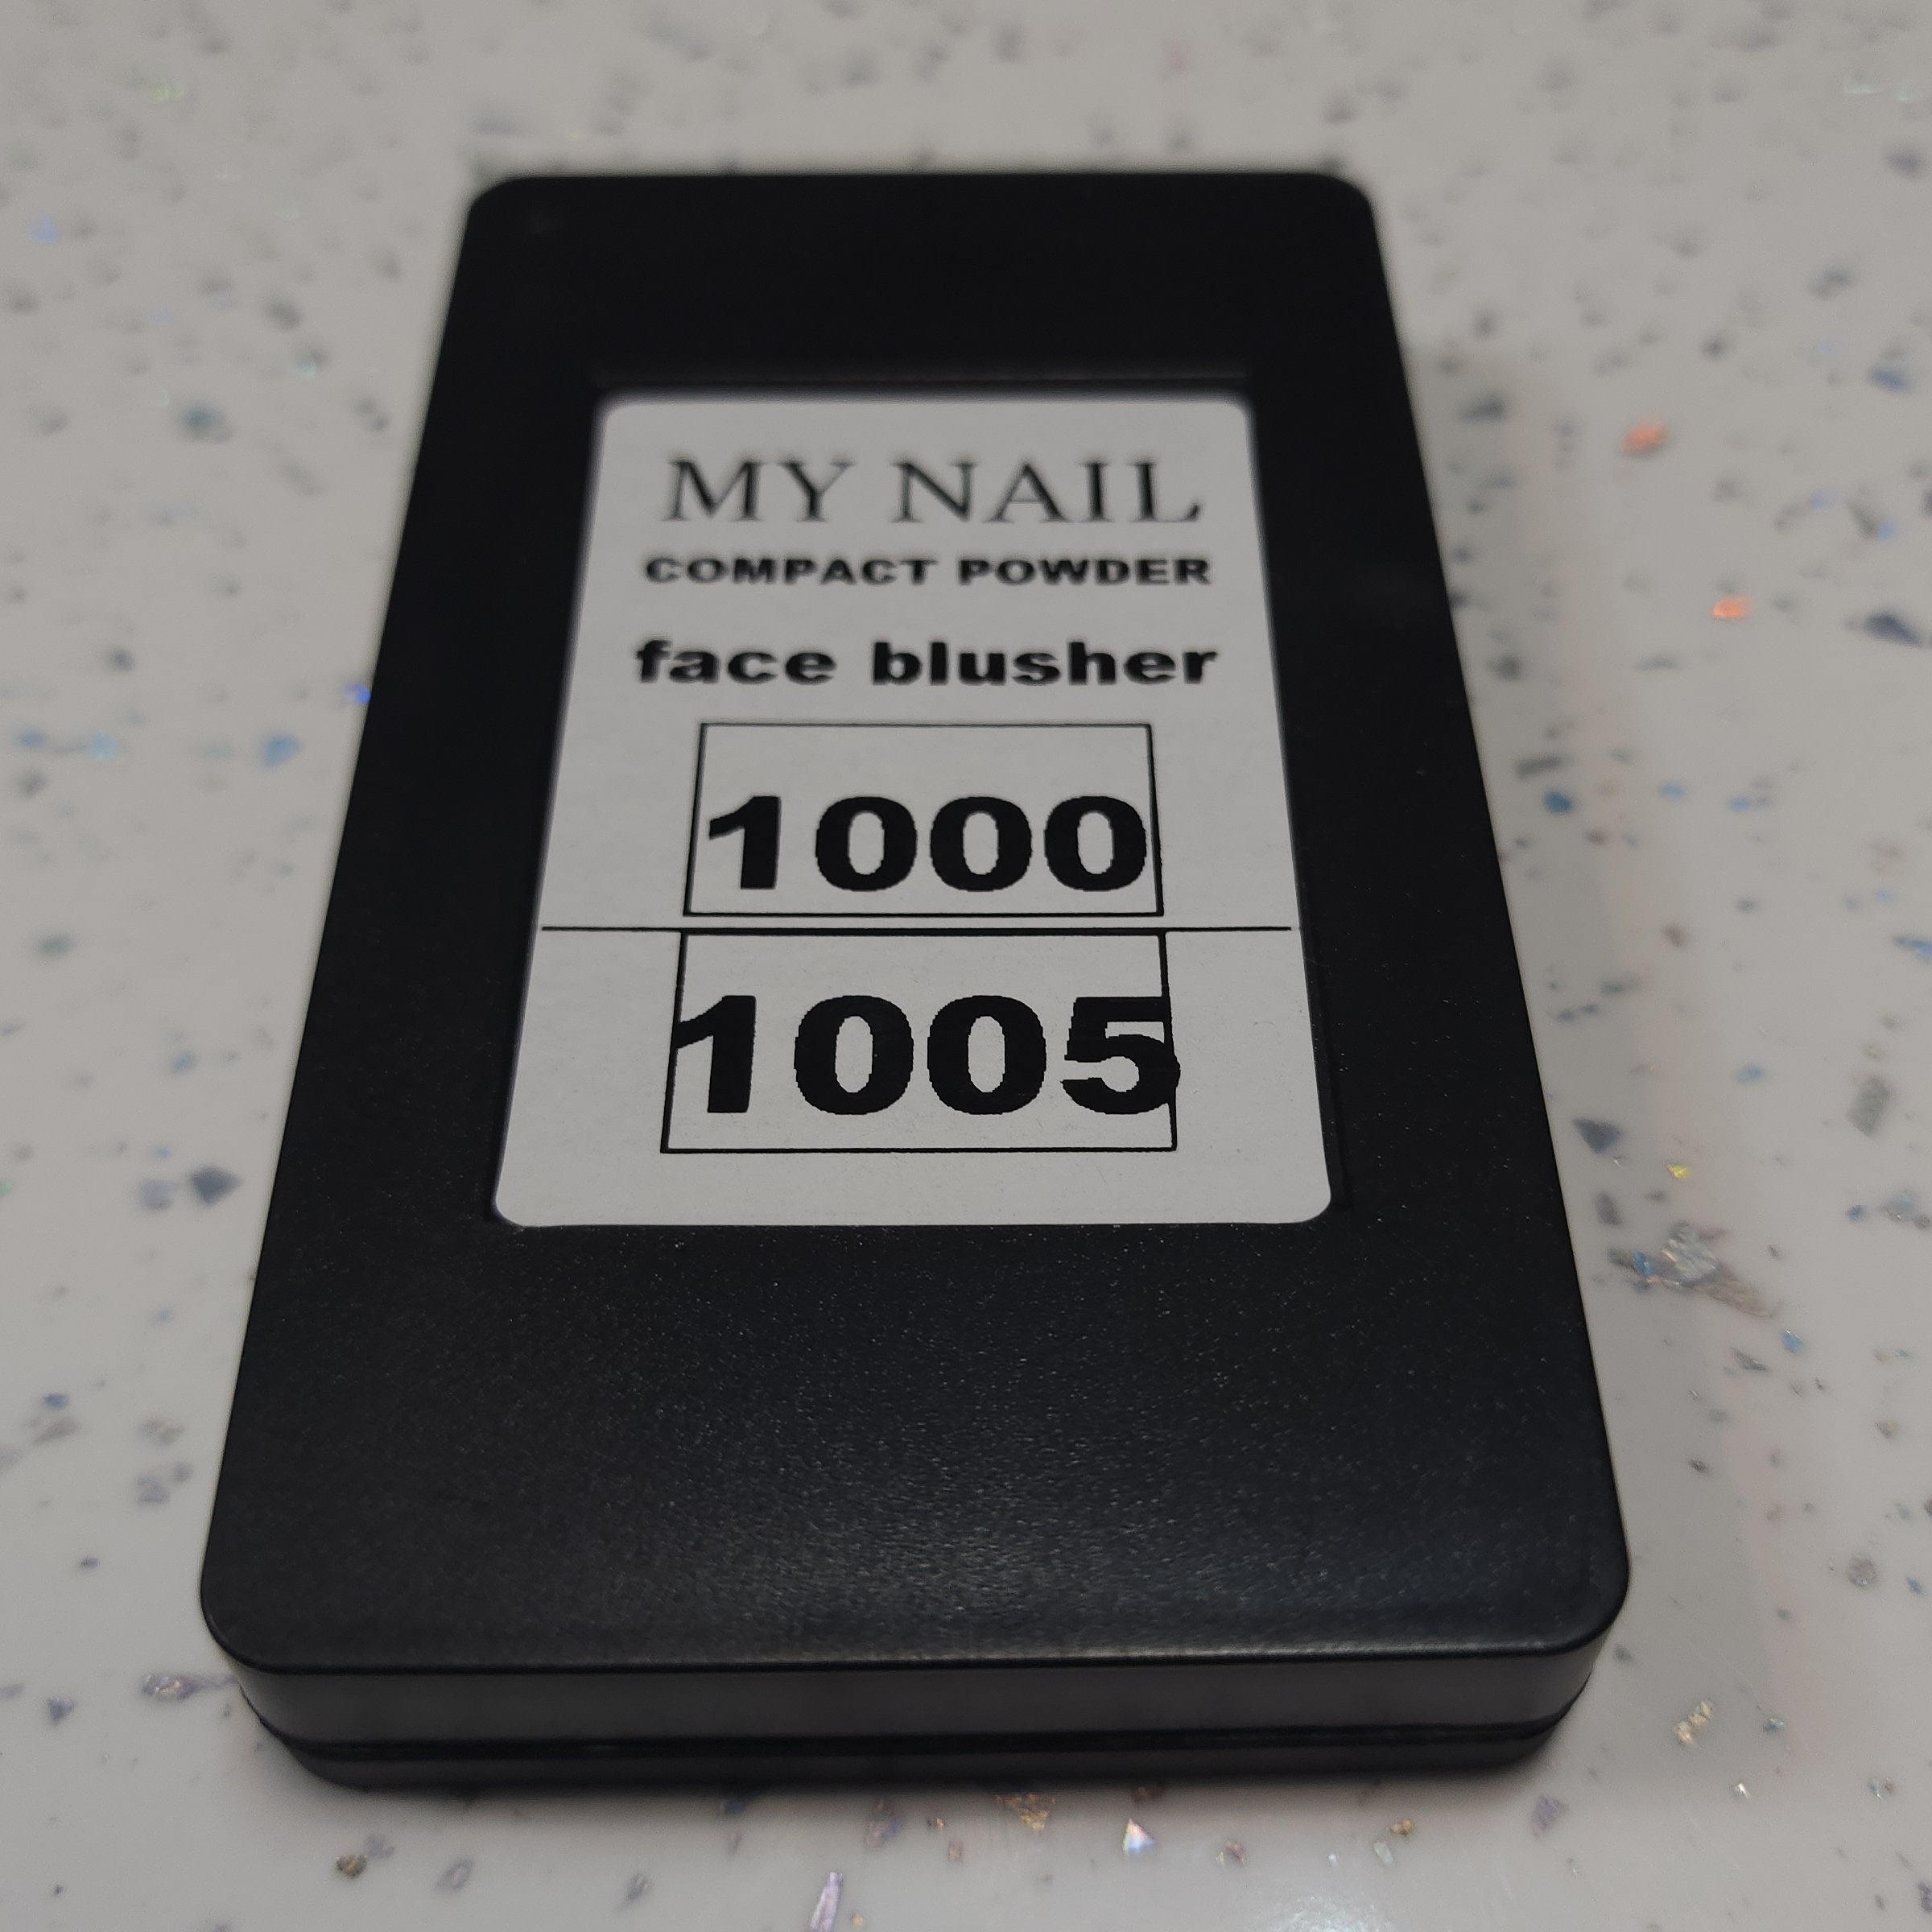 MY NAIL
COMPACT POWDER
face blusher
1000
1005